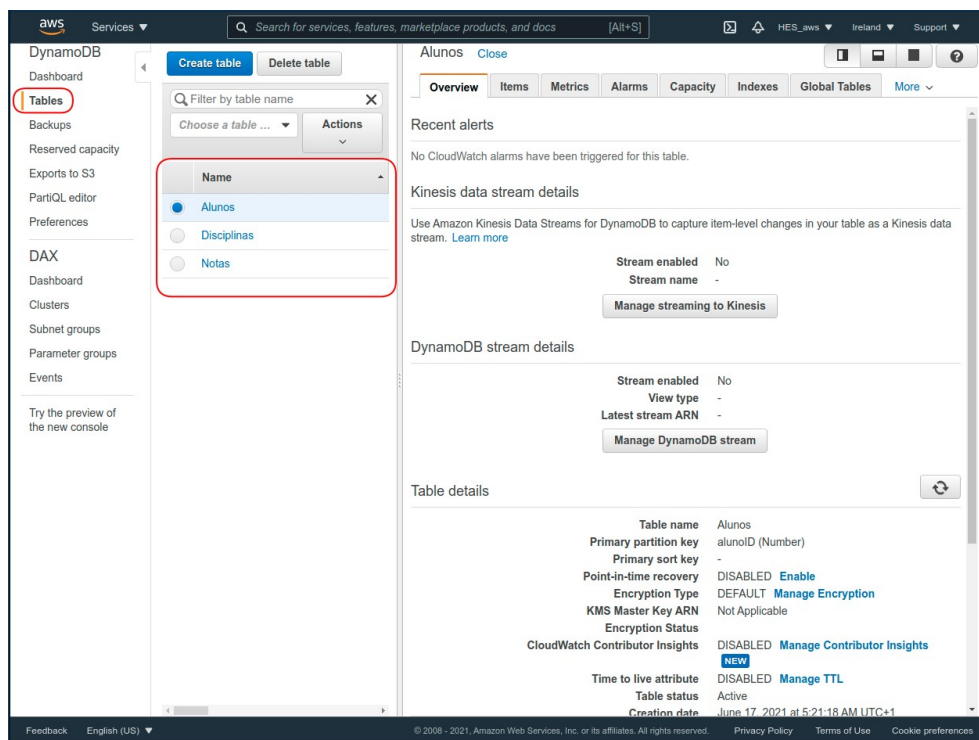 aws Services Search for services, features, marketplace products, and docs [Alt+S] HES_aws Ireland Support
DynamoDB
Dashboard
Tables
Backups
Reserved capacity
Exports to S3
PartiQL editor
Preferences
DAX
Dashboard
Clusters
Subnet groups
Parameter groups
Events
Try the preview of
the new console
Create table Delete table
Filter by table name X
Choose a table ... Actions
Name
Alunos
Disciplinas
Notas
Alunos Close
Overview Items Metrics Alarms Capacity Indexes Global Tables More
Recent alerts
No CloudWatch alarms have been triggered for this table.
Kinesis data stream details
Use Amazon Kinesis Data Streams for DynamoDB to capture item-level changes in your table as a Kinesis data
stream. Learn more
Stream enabled No
Stream name -
Manage streaming to Kinesis
DynamoDB stream details
Stream enabled No
View type -
Latest stream ARN -
Manage DynamoDB stream
Table details
Table name Alunos
Primary partition key alunoID (Number)
Primary sort key -
Point-in-time recovery DISABLED Enable
Encryption Type DEFAULT Manage Encryption
KMS Master Key ARN Not Applicable
Encryption Status
CloudWatch Contributor Insights DISABLED Manage Contributor Insights
NEW
Time to live attribute DISABLED Manage TTL
Table status Active
Creation date June 17, 2021 at 5:21:18 AM UTC+1
Feedback English (US) © 2008 - 2021, Amazon Web Services, Inc. or its affiliates. All rights reserved. Privacy Policy Terms of Use Cookie preferences